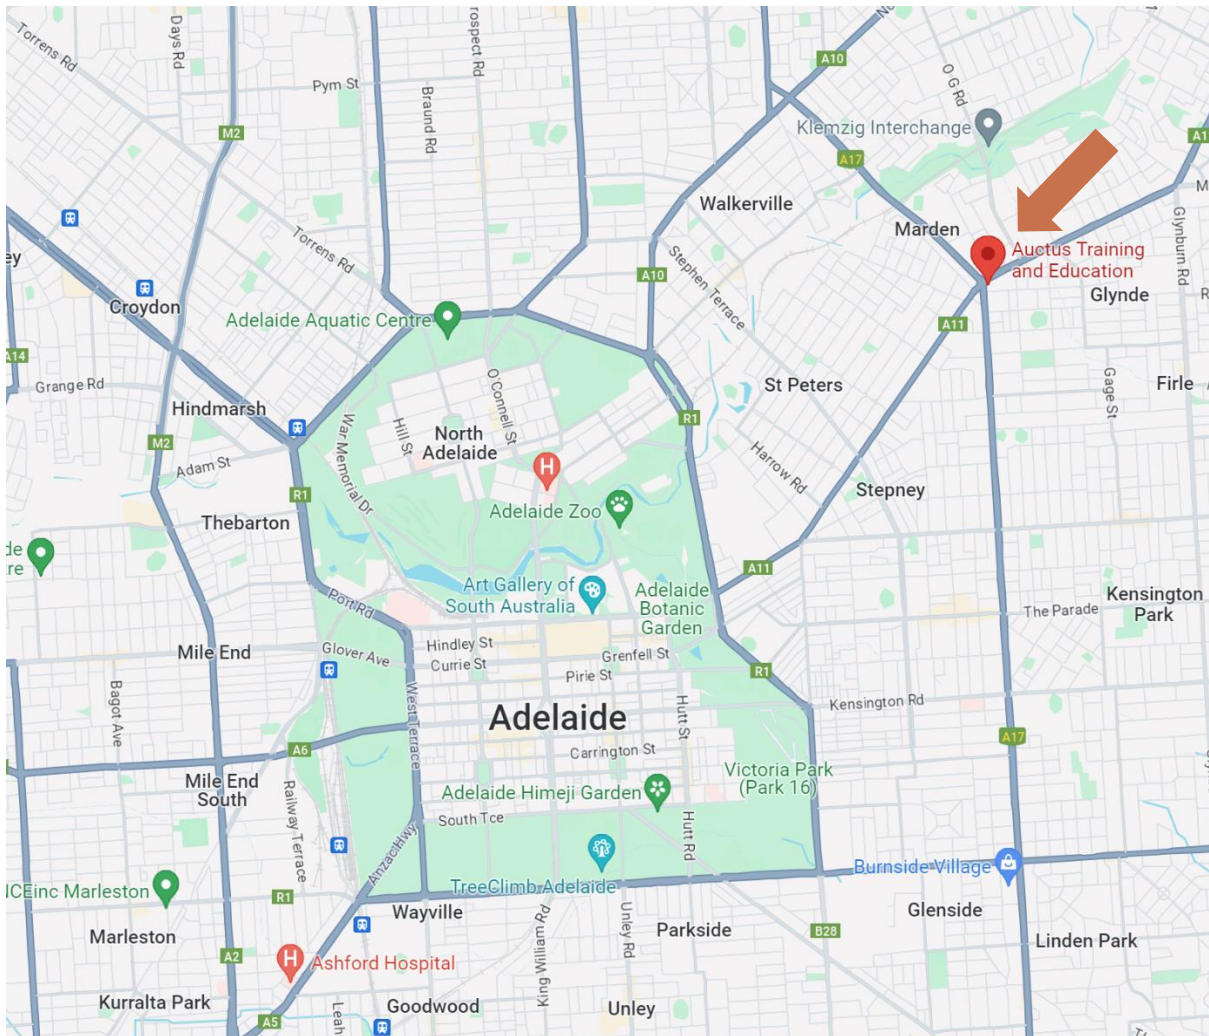 Torrens Rd
Days Rd
rospect Rd
A10
O G Rd
Pym St
Braund Rd
M2
Klemzig Interchange
A17
Walkerville
Marden
Auctus Training
and Education
Glynburn Rd
Torrens Rd
A10
Stephen Terrace
Glynde
ey
Croydon
Adelaide Aquatic Centre
A11
A14
Grange Rd
O'Connell St
St Peters
Gage St
Firle
Hindmarsh
Hill St
R1
M2
North
Adelaide
H
Adam St
War Memorial Dr
Harrow Rd
Stepney
R1
Thebarton
Adelaide Zoo
de
re
A11
Art Gallery of
South Australia
Adelaide
Botanic
Garden
Port Rd
The Parade
Kensington
Park
Mile End
Glover Ave
Hindley St
Currie St
Grenfell St
Pirie St
R1
Bagot Ave
West Terrace
Hutt St
Kensington Rd
Adelaide
A6
Carrington St
A17
Mile End
South
Railway Terrace
Victoria Park
(Park 16)
Adelaide Himeji Garden
South Tce
Hutt Rd
Anzac Hwy
TreeClimb Adelaide
Burnside Village
NCEinc Marleston
R1
Wayville
King William Rd
Unley Rd
Parkside
Glenside
B28
Marleston
A2
H
Ashford Hospital
Linden Park
Kurralta Park
Goodwood
Unley
A5
Leah